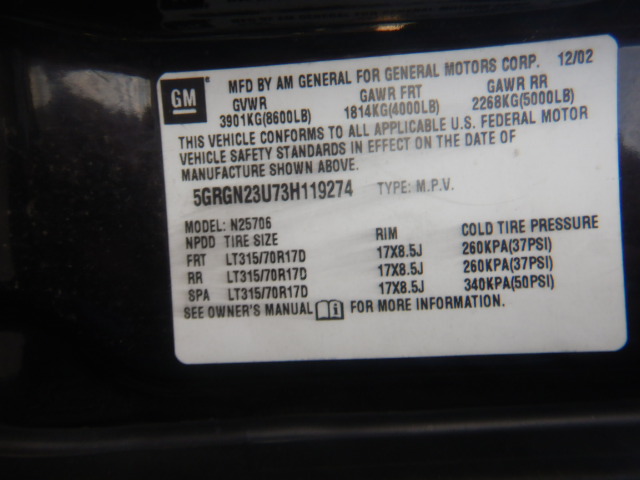 GM
MFD BY AM GENERAL FOR GENERAL MOTORS CORP. 12/02
GVWR GAWR FRT GAWR RR
3901KG(8600LB) 1814KG(4000LB) 2268KG(5000LB)
THIS VEHICLE CONFORMS TO ALL APPLICABLE U.S. FEDERAL MOTOR
VEHICLE SAFETY STANDARDS IN EFFECT ON THE DATE OF
MANUFACTURE SHOWN ABOVE.
5GRGN23U73H119274 TYPE: M.P.V.
MODEL: N25706
NPDD TIRE SIZE RIM COLD TIRE PRESSURE
FRT LT315/70R17D 17X8.5J 260KPA(37PSI)
RR LT315/70R17D 17X8.5J 260KPA(37PSI)
SPA LT315/70R17D 17X8.5J 340KPA(50PSI)
SEE OWNER'S MANUAL FOR MORE INFORMATION.